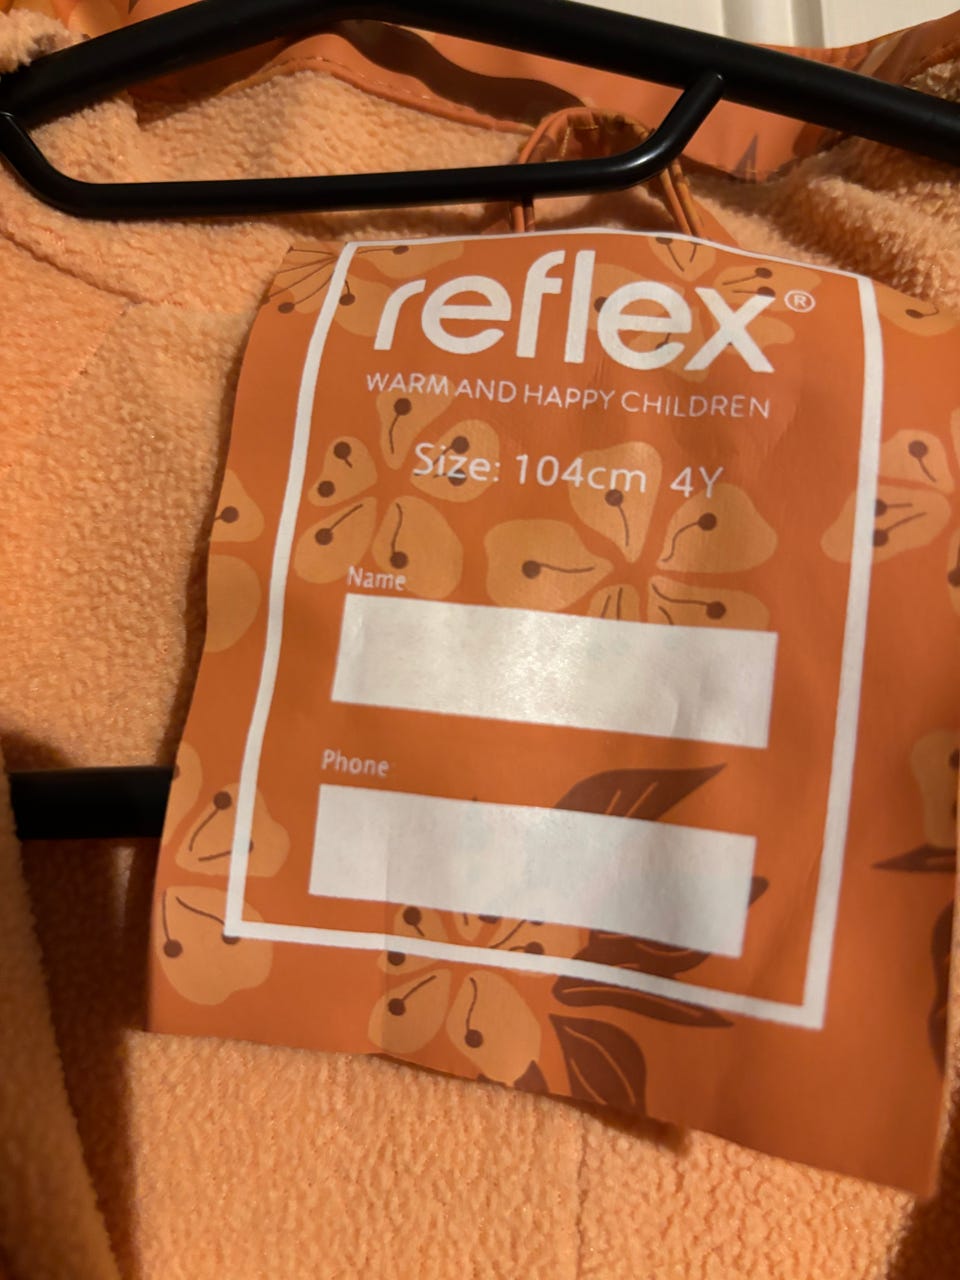 reflex®
WARM AND HAPPY CHILDREN
Size: 104cm 4Y
Name
Phone